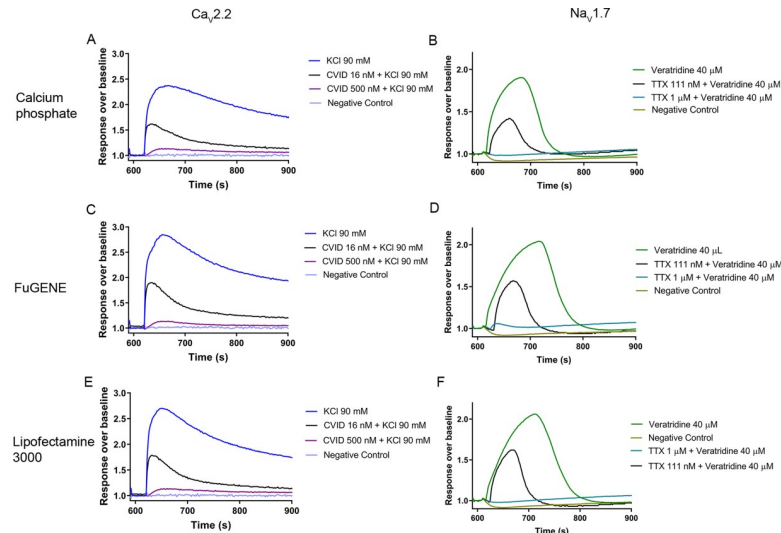 Cav2.2
Nav1.7
Calcium
phosphate
A
Response over baseline
3.0
2.5
2.0
1.5
1.0
600
700
800
900
Time (s)
KCl 90 mM
CVID 16 nM + KCl 90 mM
CVID 500 nM + KCl 90 mM
Negative Control
B
Response over baseline
2.0
1.5
1.0
600
700
800
900
Time (s)
Veratridine 40 μM
TTX 111 nM + Veratridine 40 μM
TTX 1 μM + Veratridine 40 μM
Negative Control
FuGENE
C
Response over baseline
3.0
2.5
2.0
1.5
1.0
600
700
800
900
Time (s)
KCl 90 mM
CVID 16 nM + KCl 90 mM
CVID 500 nM + KCl 90 mM
Negative Control
D
Response over baseline
2.0
1.5
1.0
600
700
800
900
Time (s)
Veratridine 40 μL
TTX 111 nM + Veratridine 40 μM
TTX 1 μM + Veratridine 40 μM
Negative Control
Lipofectamine
3000
E
Response over baseline
3.0
2.5
2.0
1.5
1.0
600
700
800
900
Time (s)
KCl 90 mM
CVID 16 nM + KCl 90 mM
CVID 500 nM + KCl 90 mM
Negative Control
F
Response over baseline
2.0
1.5
1.0
600
700
800
900
Time (s)
Veratridine 40 μM
Negative Control
TTX 1 μM + Veratridine 40 μM
TTX 111 nM + Veratridine 40 μM